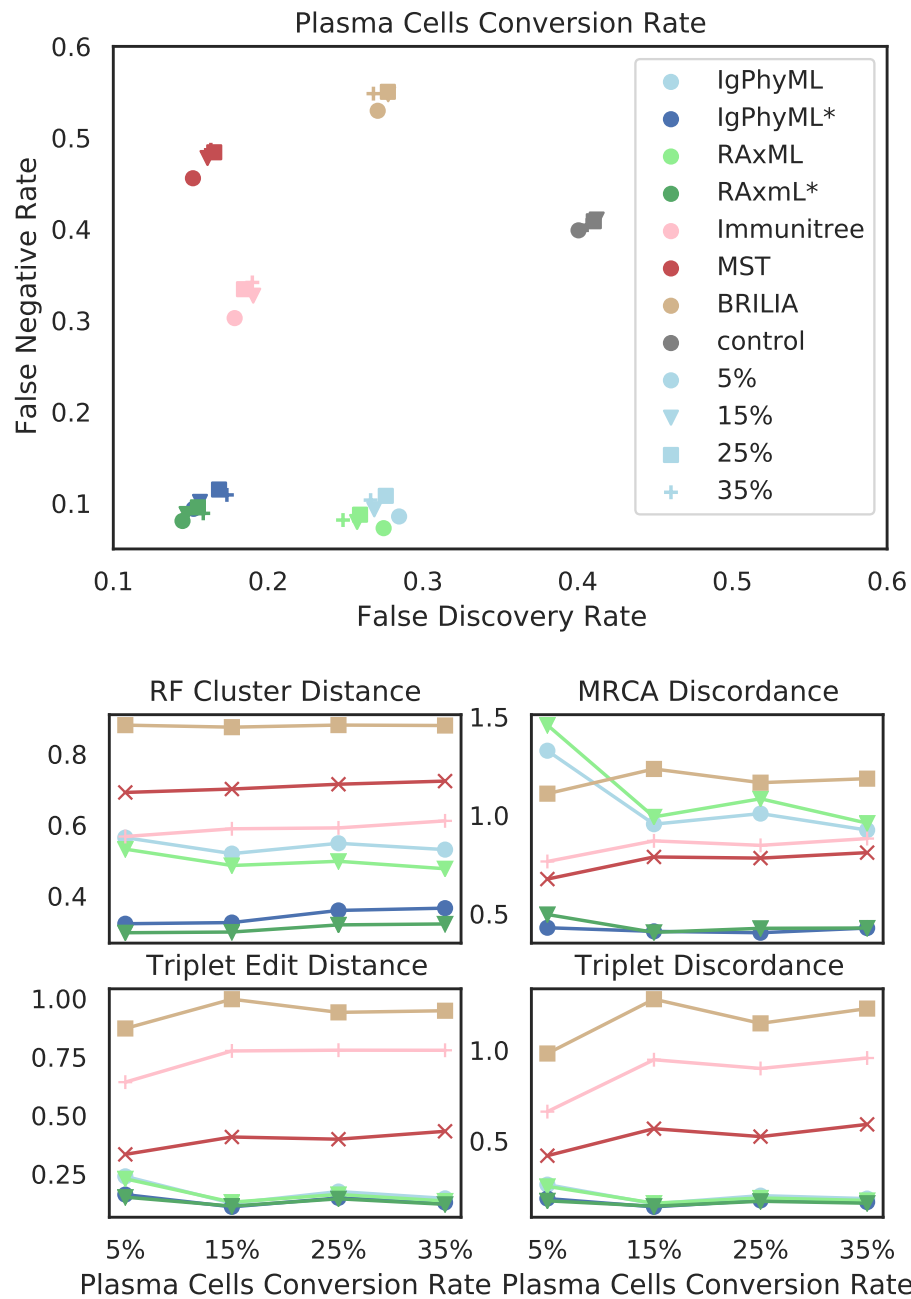 Plasma Cells Conversion Rate
0.6
0.5
0.4
0.3
0.2
0.1
False Negative Rate
IgPhyML
IgPhyML*
RAxML
RAxmL*
Immunitree
MST
BRILIA
control
5%
15%
25%
35%
0.1 0.2 0.3 0.4 0.5 0.6
False Discovery Rate
RF Cluster Distance
0.8
0.6
0.4
MRCA Discordance
1.5
1.0
0.5
Triplet Edit Distance
1.00
0.75
0.50
0.25
5% 15% 25% 35%
Plasma Cells Conversion Rate
Triplet Discordance
1.0
0.5
5% 15% 25% 35%
Plasma Cells Conversion Rate